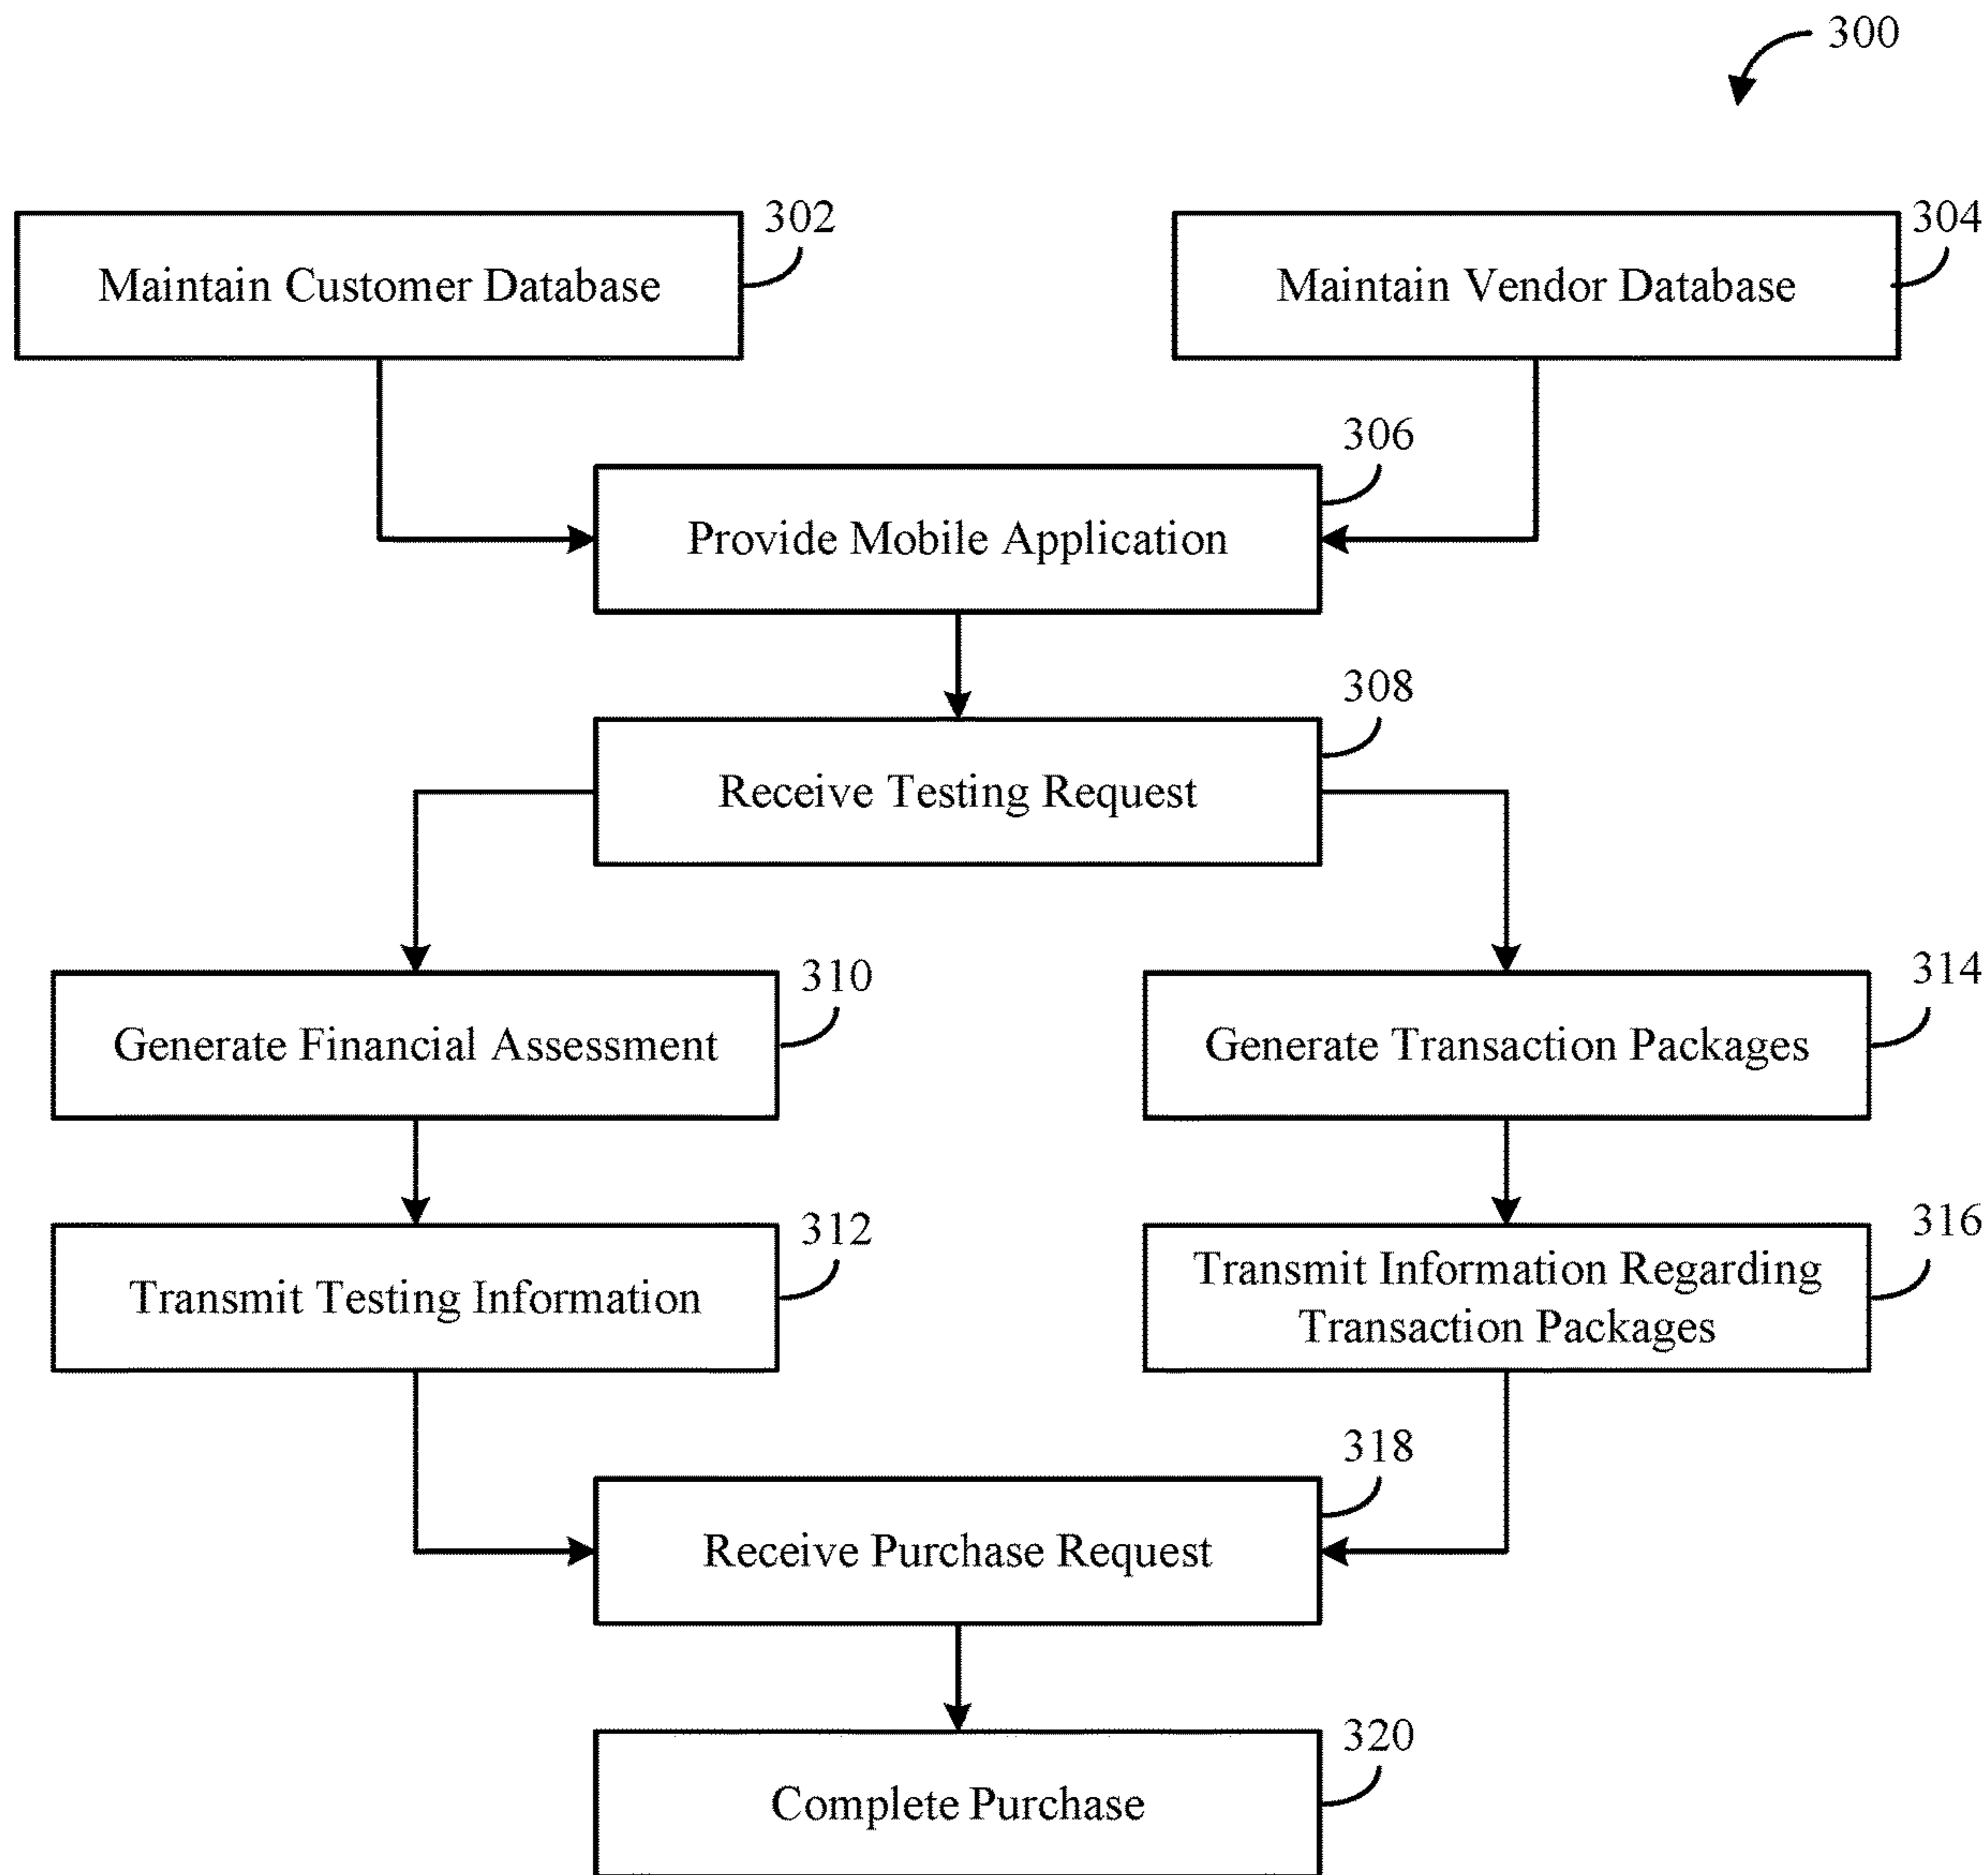 300
302
304
Maintain Customer Database
Maintain Vendor Database
306
Provide Mobile Application
308
Receive Testing Request
310
314
Generate Financial Assessment
Generate Transaction Packages
312
316
Transmit Testing Information
Transmit Information Regarding
Transaction Packages
318
Receive Purchase Request
320
Complete Purchase